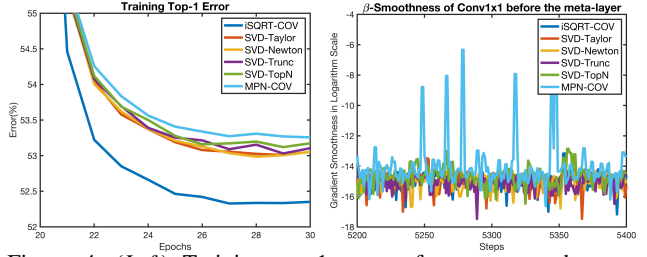 Training Top-1 Error
55
54.5
54
53.5
53
52.5
52
Error(%)
20
22
24
26
28
30
Epochs
iSQRT-COV
SVD-Taylor
SVD-Newton
SVD-Trunc
SVD-TopN
MPN-COV
β-Smoothness of Conv1x1 before the meta-layer
-4
-6
-8
-10
-12
-14
-16
-18
Gradient Smoothness in Logarithm Scale
5200
5250
5300
5350
5400
Steps
iSQRT-COV
SVD-Taylor
SVD-Newton
SVD-Trunc
SVD-TopN
MPN-COV